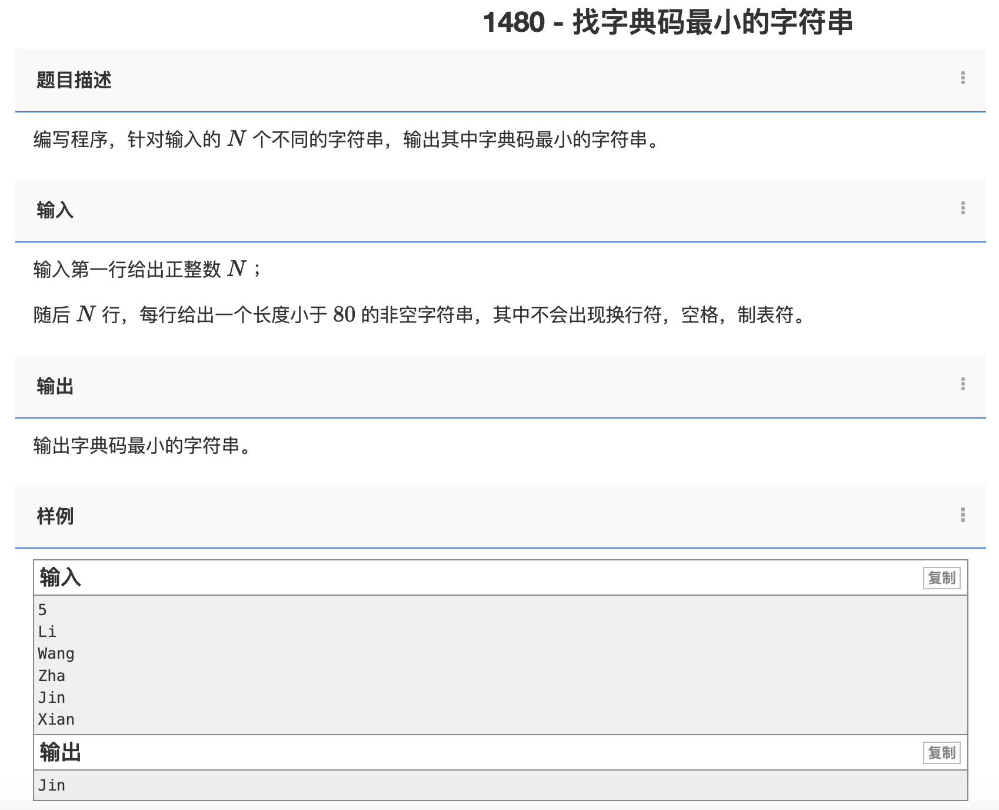 1480 - 找字典码最小的字符串
题目描述
编写程序，针对输入的 N 个不同的字符串，输出其中字典码最小的字符串。
输入
输入第一行给出正整数 N ；
随后 N 行，每行给出一个长度小于 80 的非空字符串，其中不会出现换行符，空格，制表符。
输出
输出字典码最小的字符串。
样例
输入 复制
5
Li
Wang
Zha
Jin
Xian
输出 复制
Jin